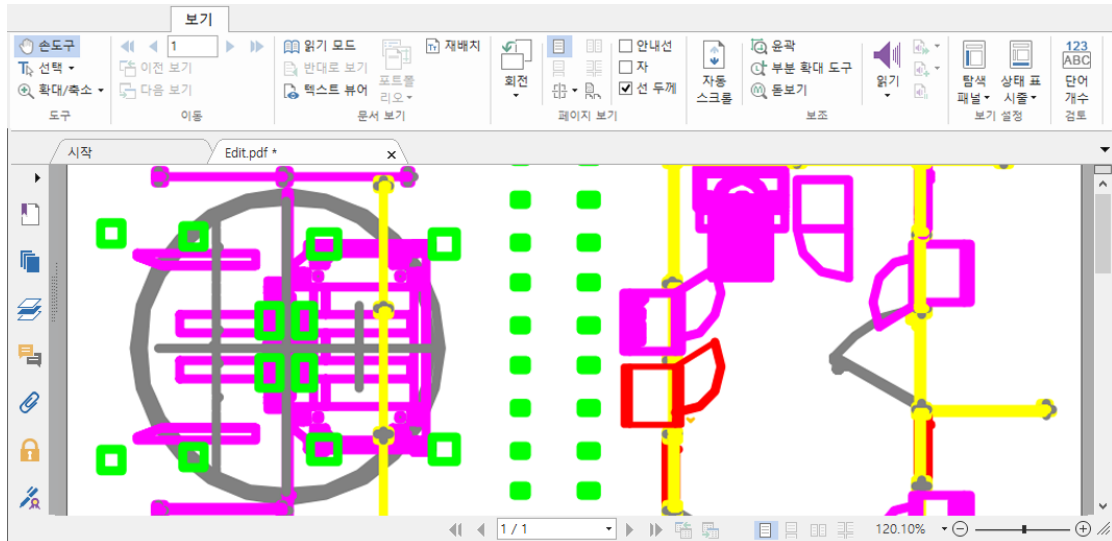 보기
손도구
선택
확대/축소
도구
1
이전 보기
다음 보기
이동
읽기 모드
반대로 보기
텍스트 뷰어
포트폴
리오
재배치
문서 보기
회전
안내선
자
선 두께
페이지 보기
자동
스크롤
윤곽
부분 확대 도구
돋보기
읽기
보조
탐색
패널
상태 표
시줄
보기 설정
123
ABC
단어
개수
검토
시작
Edit.pdf *
1 / 1
120.10%